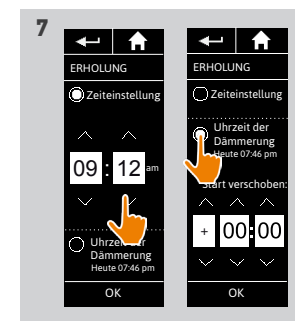 7
ERHOLUNG
Zeiteinstellung
09 : 12 am
Uhrzeit der
Dämmerung
Heute 07:46 pm
OK
ERHOLUNG
Zeiteinstellung
Uhrzeit der
Dämmerung
Heute 07:46 pm
Start verschoben:
+ 00:00
OK